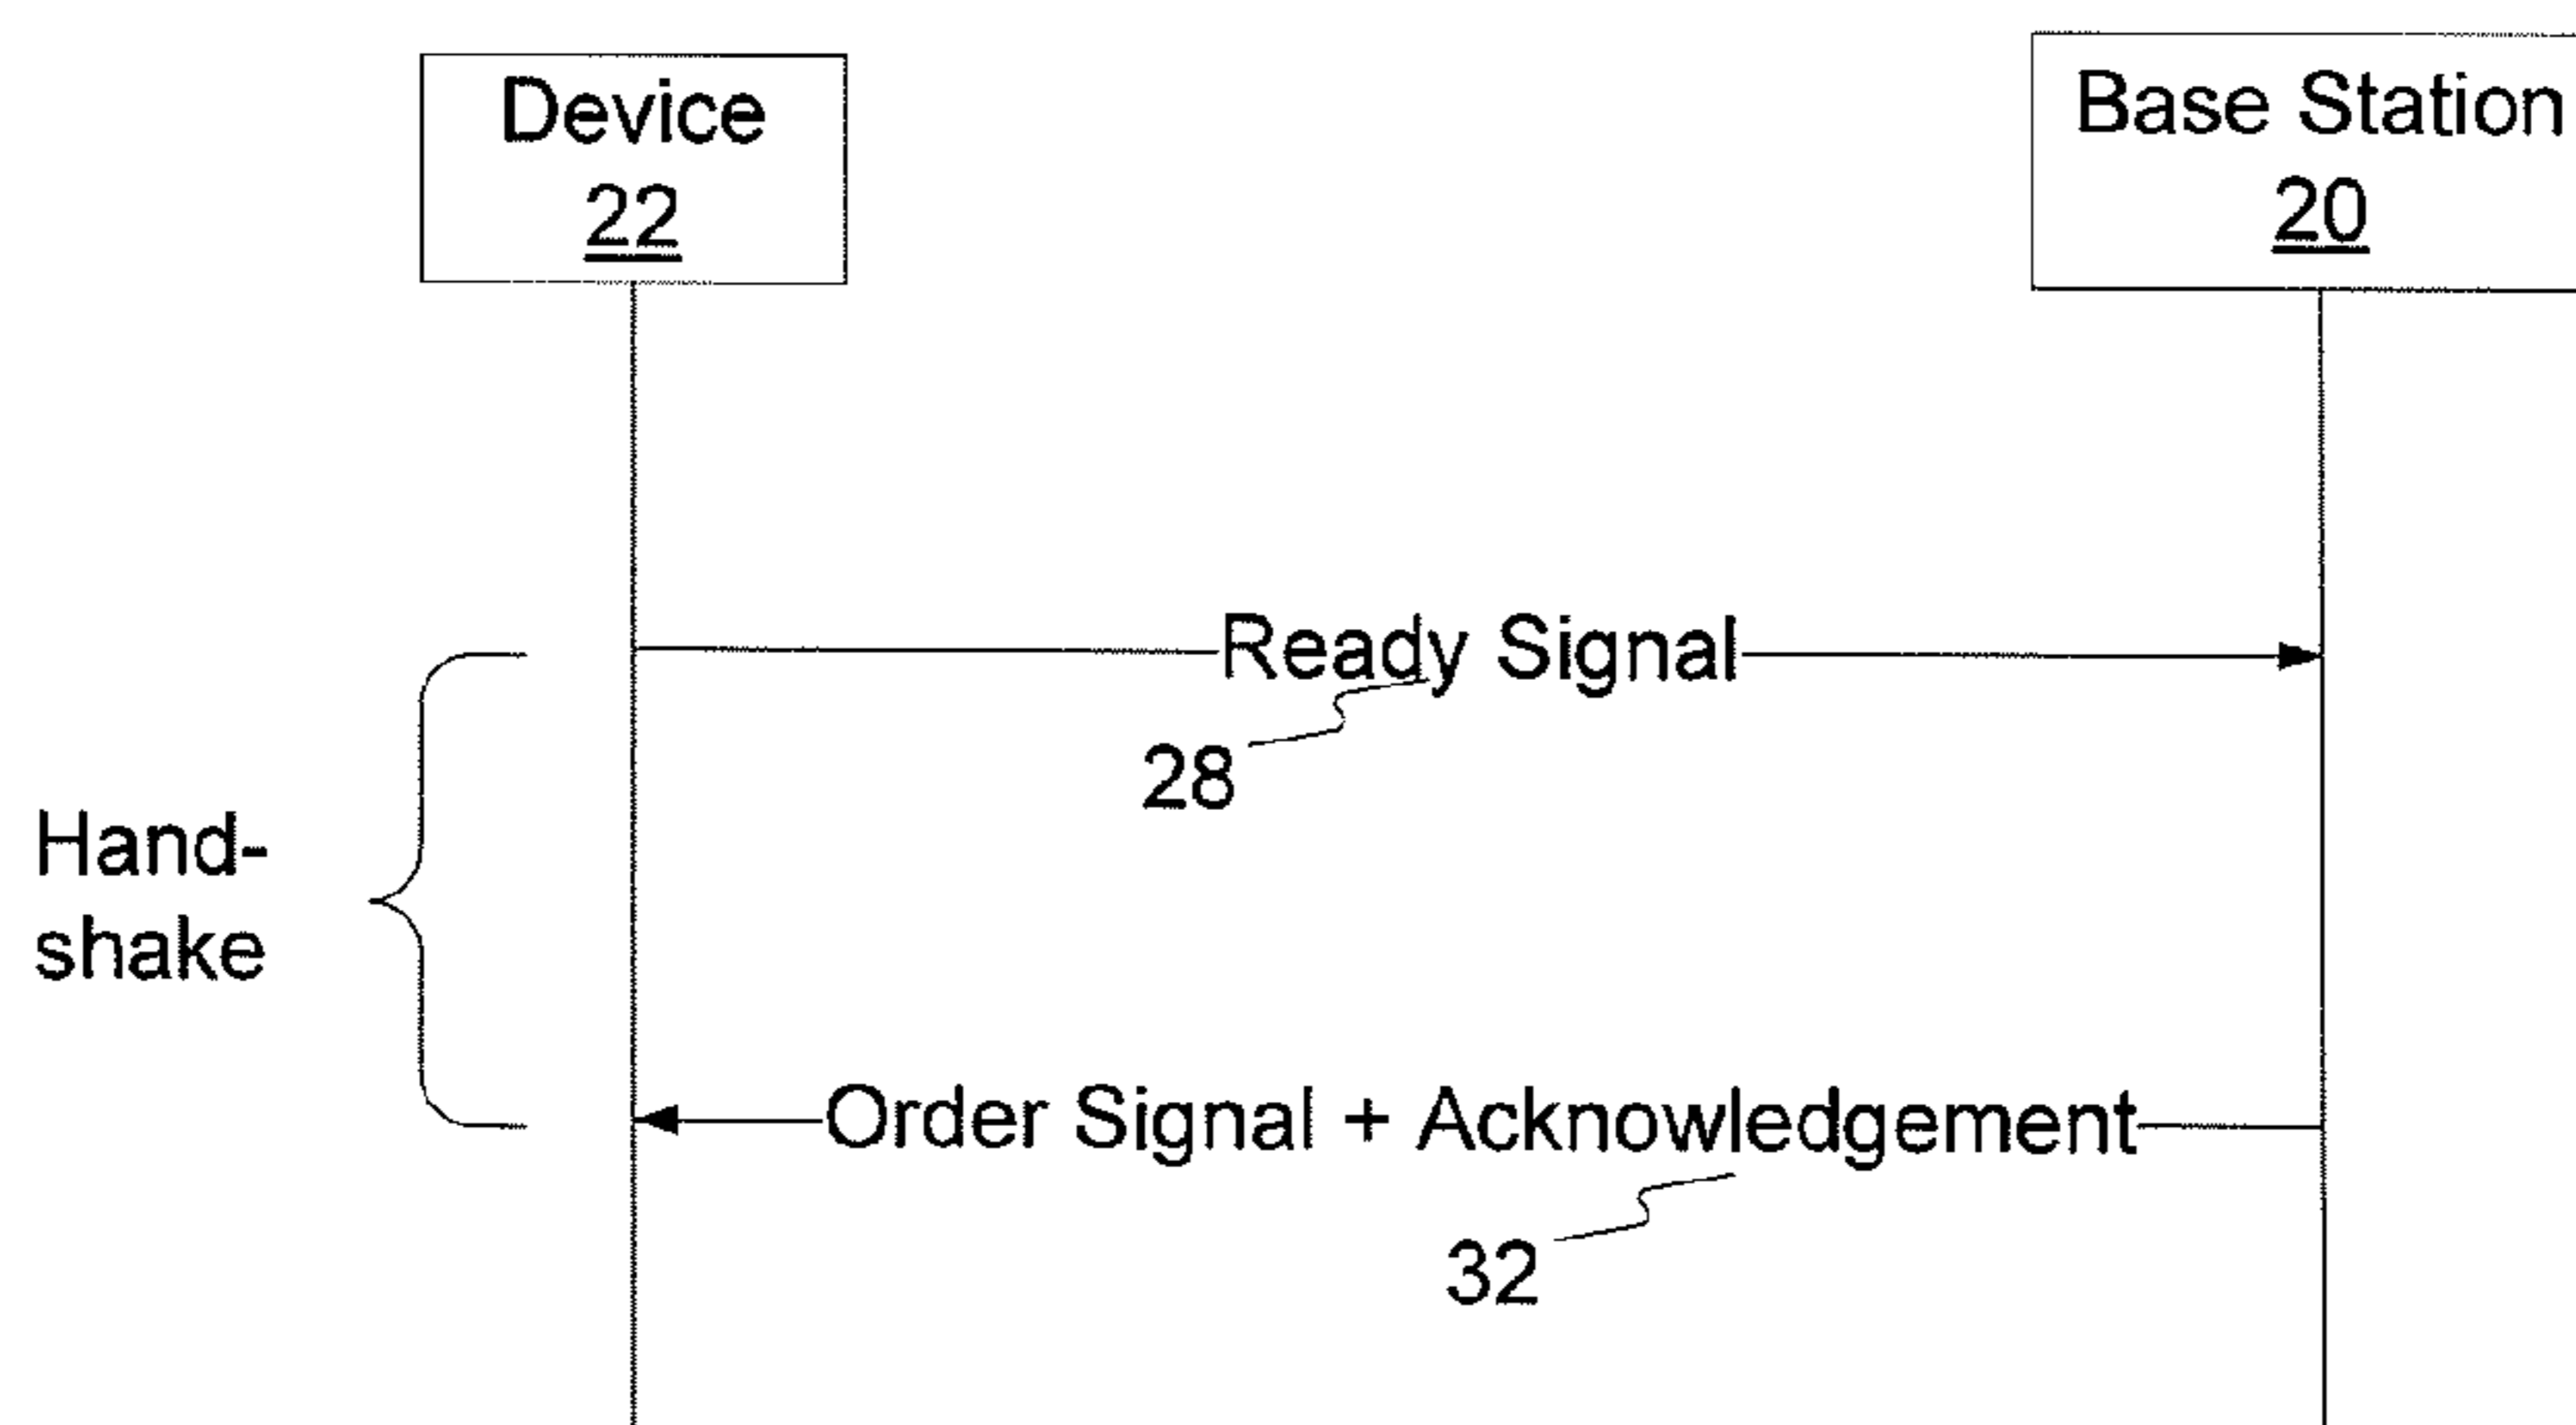 Device
22
Base Station
20
Ready Signal
28
Hand-
shake
Order Signal + Acknowledgement
32